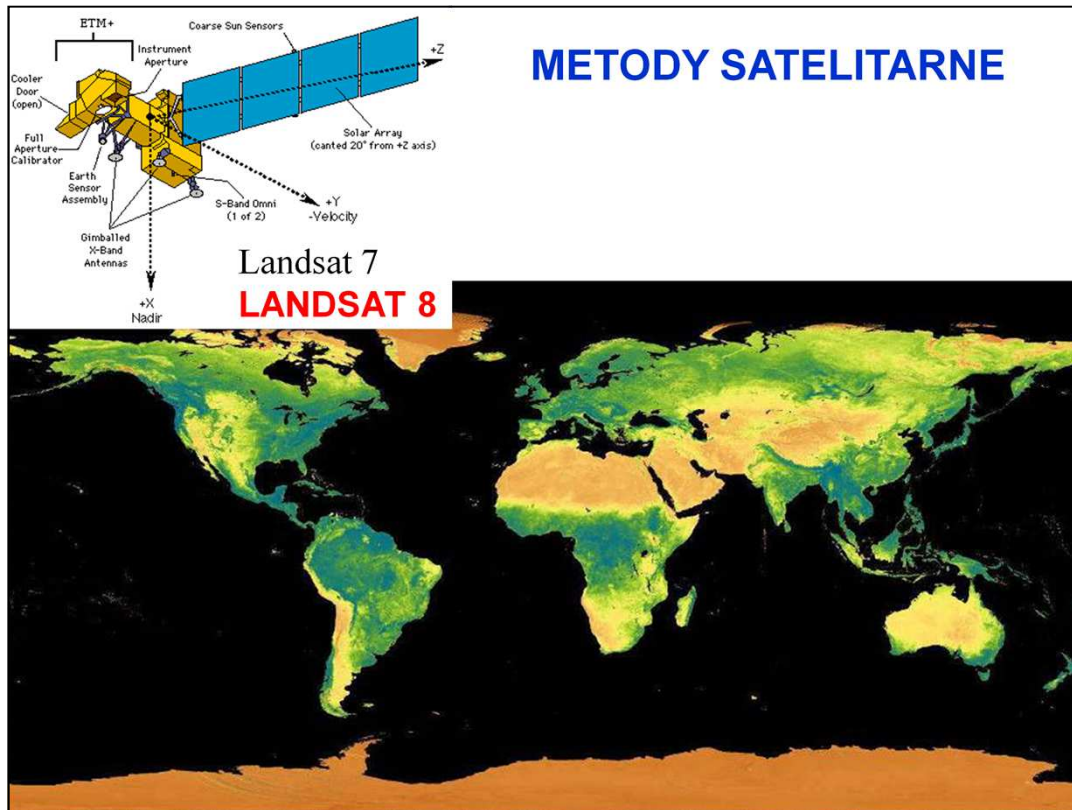 METODY SATELITARNE
ETM+
Coarse Sun Sensors
+Z
Instrument
Aperture
Cooler
Door
(open)
Solar Array
(canted 20° from +Z axis)
Full
Aperture
Calibrator
Earth
Sensor
Assembly
S-Band Omni
(1 of 2)
+Y
-Velocity
Gimballed
X-Band
Antennas
+X
Nadir
Landsat 7
LANDSAT 8